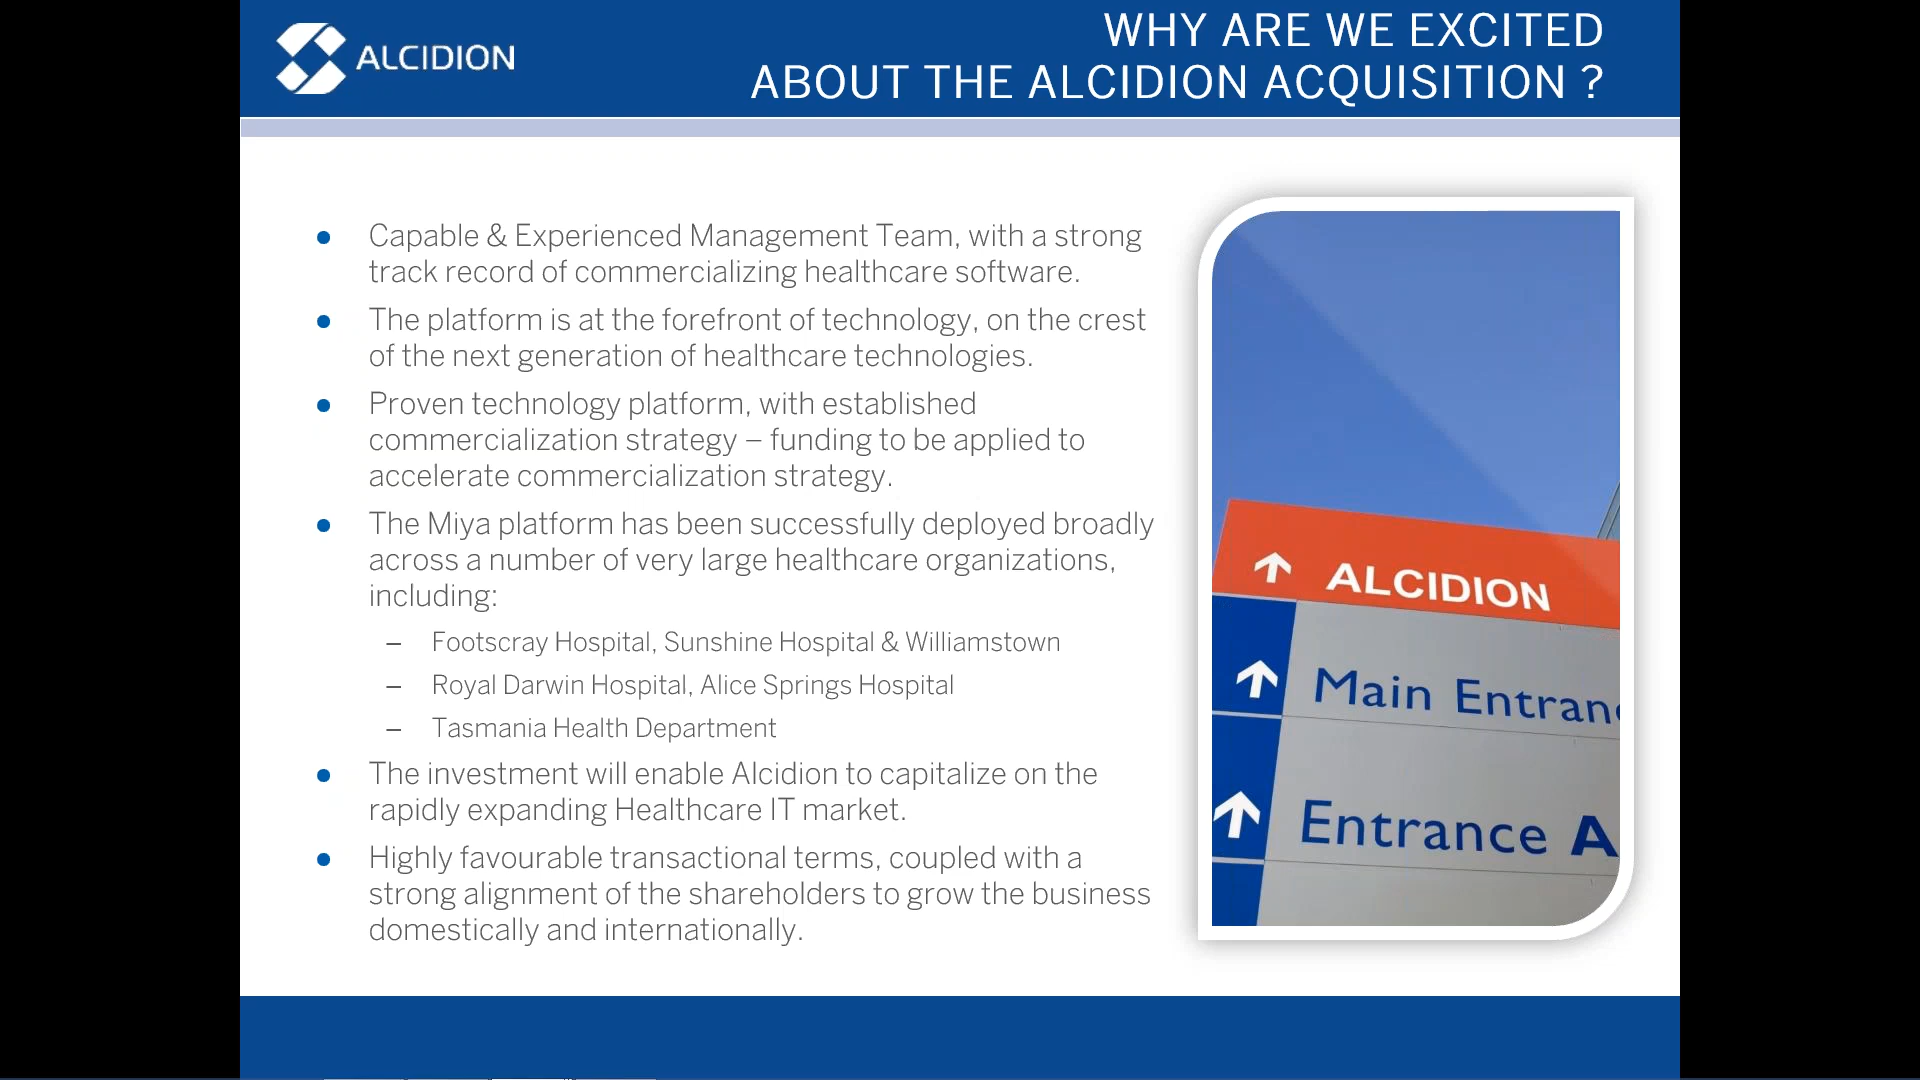 ALCIDION
WHY ARE WE EXCITED
ABOUT THE ALCIDION ACQUISITION ?
● Capable & Experienced Management Team, with a strong
track record of commercializing healthcare software.
● The platform is at the forefront of technology, on the crest
of the next generation of healthcare technologies.
● Proven technology platform, with established
commercialization strategy – funding to be applied to
accelerate commercialization strategy.
● The Miya platform has been successfully deployed broadly
across a number of very large healthcare organizations,
including:
– Footscray Hospital, Sunshine Hospital & Williamstown
– Royal Darwin Hospital, Alice Springs Hospital
– Tasmania Health Department
● The investment will enable Alcidion to capitalize on the
rapidly expanding Healthcare IT market.
● Highly favourable transactional terms, coupled with a
strong alignment of the shareholders to grow the business
domestically and internationally.
ALCIDION
Main Entranc
Entrance A